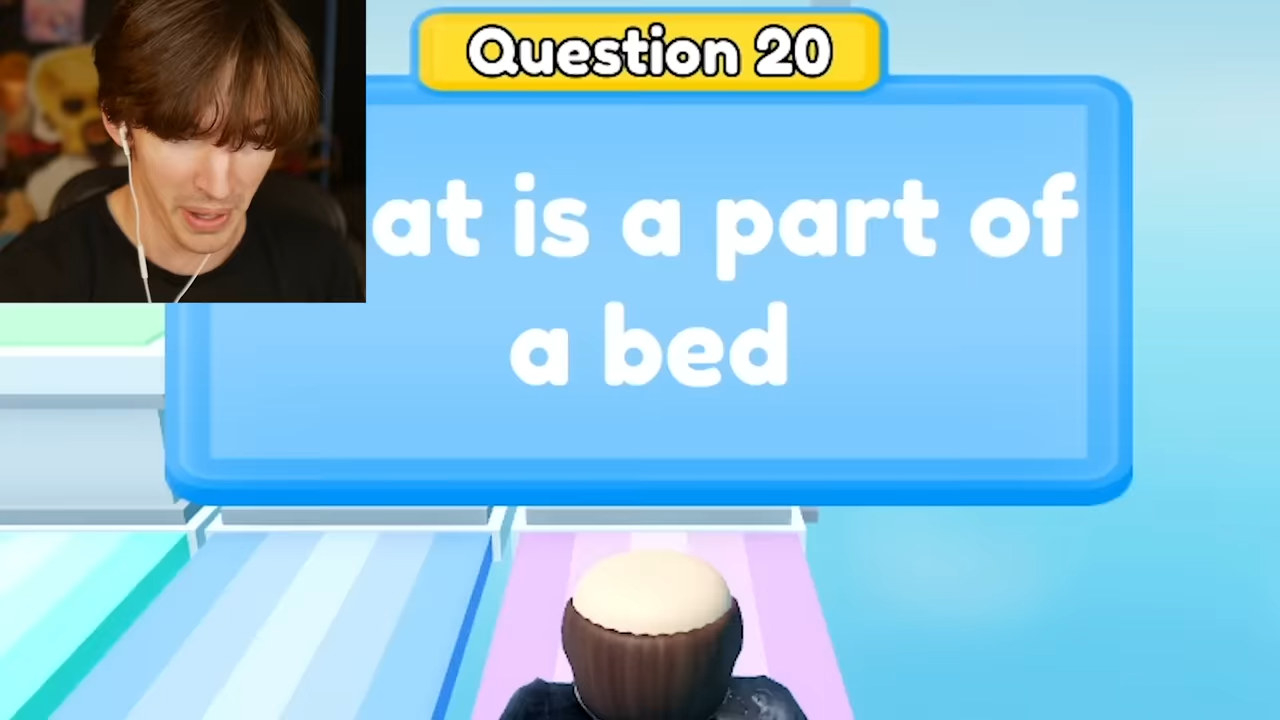 Question 20
at is a part of
a bed